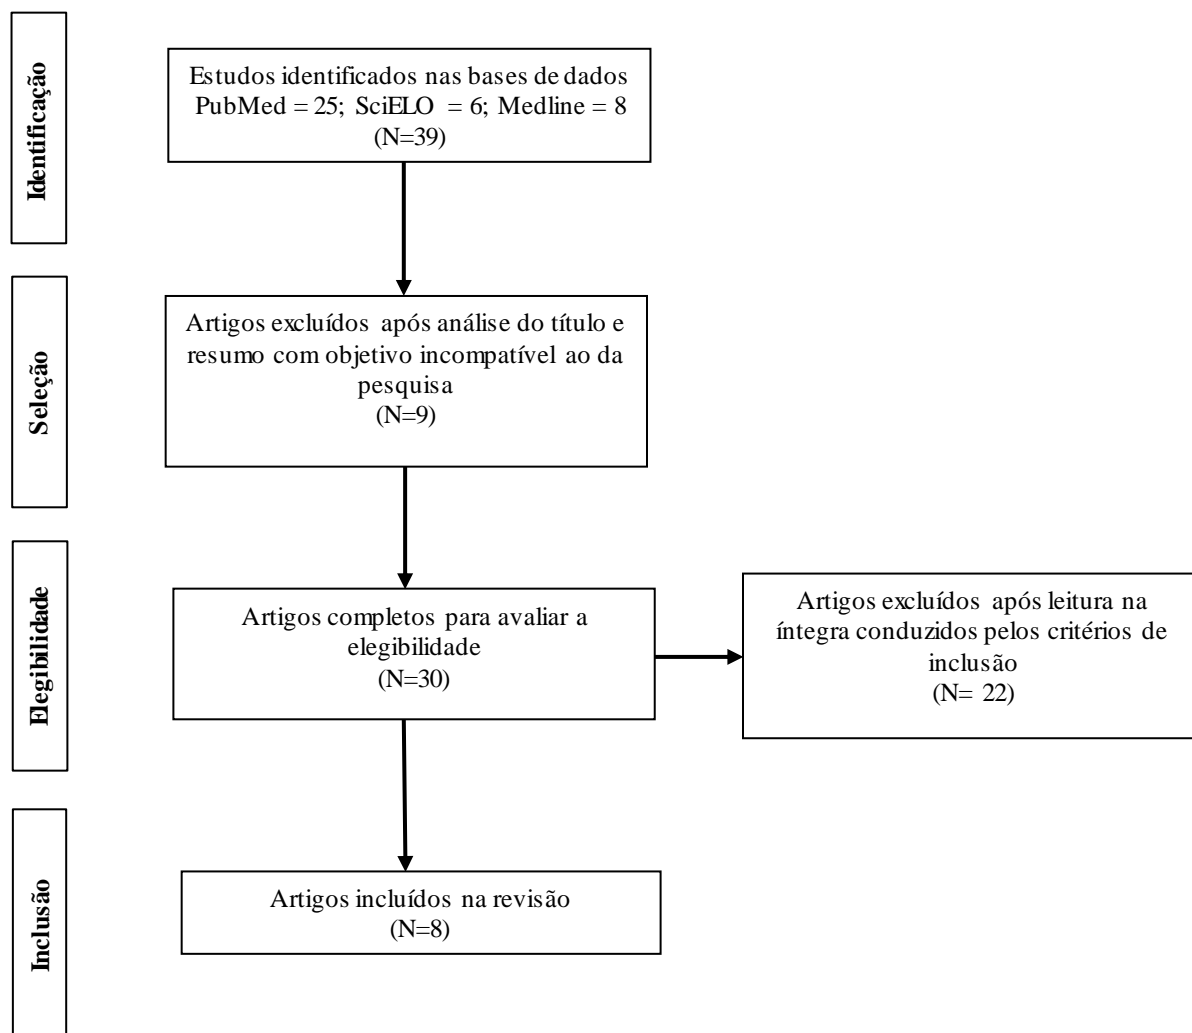 Identificação
Estudos identificados nas bases de dados
PubMed = 25; SciELO = 6; Medline = 8
(N=39)
Seleção
Artigos excluídos após análise do título e
resumo com objetivo incompatível ao da
pesquisa
(N=9)
Elegibilidade
Artigos completos para avaliar a
elegibilidade
(N=30)
Artigos excluídos após leitura na
íntegra conduzidos pelos critérios de
inclusão
(N= 22)
Inclusão
Artigos incluídos na revisão
(N=8)